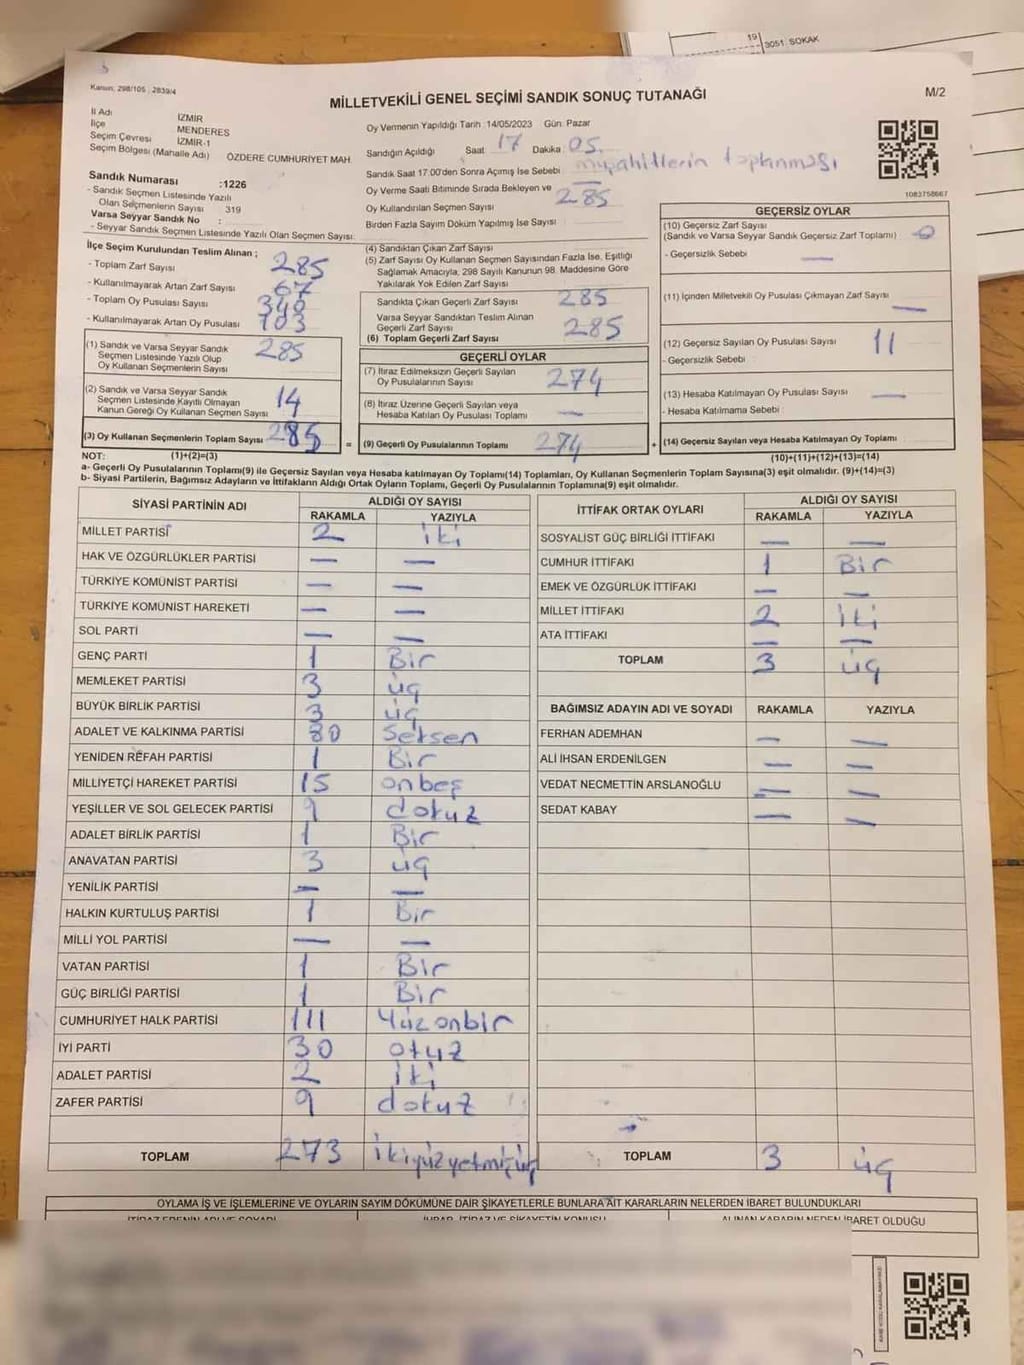 19
3051. SOKAK
Kanun; 298/105 ; 2839/4
MİLLETVEKİLİ GENEL SEÇİMİ SANDIK SONUÇ TUTANAĞI
M/2
İl Adı İZMİR
İlçe MENDERES
Seçim Çevresi İZMİR-1
Seçim Bölgesi (Mahalle Adı) ÖZDERE CUMHURİYET MAH.
Sandık Numarası :1226
- Sandık Seçmen Listesinde Yazılı
Olan Seçmenlerin Sayısı : 319
Varsa Seyyar Sandık No :
- Seyyar Sandık Seçmen Listesinde Yazılı Olan Seçmen Sayısı:
Oy Vermenin Yapıldığı Tarih : 14/05/2023 Gün: Pazar
Sandığın Açıldığı Saat 17 Dakika 05.
Sandık Saat 17.00'den Sonra Açımış İse Sebebi müşahitlerin toplanması
Oy Verme Saati Bitiminde Sırada Bekleyen ve
Oy Kullandırılan Seçmen Sayısı 285
Birden Fazla Sayım Döküm Yapılmış İse Sayısı :
1083758667
İlçe Seçim Kurulundan Teslim Alınan ;
- Toplam Zarf Sayısı 285
- Kullanılmayarak Artan Zarf Sayısı 67
- Toplam Oy Pusulası Sayısı 340
- Kullanılmayarak Artan Oy Pusulası 103
(1) Sandık ve Varsa Seyyar Sandık
Seçmen Listesinde Yazılı Olup
Oy Kullanan Seçmenlerin Sayısı 285
(2) Sandık ve Varsa Seyyar Sandık
Seçmen Listesinde Kayıtlı Olmayan
Kanun Gereği Oy Kullanan Seçmen Sayısı 14
(3) Oy Kullanan Seçmenlerin Toplam Sayısı 285
(1)+(2)=(3)
(4) Sandıktan Çıkan Zarf Sayısı
(5) Zarf Sayısı Oy Kullanan Seçmen Sayısından Fazla İse, Eşitliği
Sağlamak Amacıyla, 298 Sayılı Kanunun 98. Maddesine Göre
Yakılarak Yok Edilen Zarf Sayısı
Sandıkta Çıkan Geçerli Zarf Sayısı 285
Varsa Seyyar Sandıktan Teslim Alınan
Geçerli Zarf Sayısı
(6) Toplam Geçerli Zarf Sayısı 285
GEÇERLİ OYLAR
(7) İtiraz Edilmeksizin Geçerli Sayılan
Oy Pusulalarının Sayısı 274
(8) İtiraz Üzerine Geçerli Sayılan veya
Hesaba Katılan Oy Pusulası Toplamı —
= (9) Geçerli Oy Pusulalarının Toplamı 274
GEÇERSİZ OYLAR
(10) Geçersiz Zarf Sayısı
(Sandık ve Varsa Seyyar Sandık Geçersiz Zarf Toplamı) 0
- Geçersizlik Sebebi —
(11) İçinden Milletvekili Oy Pusulası Çıkmayan Zarf Sayısı —
(12) Geçersiz Sayılan Oy Pusulası Sayısı 11
- Geçersizlik Sebebi
(13) Hesaba Katılmayan Oy Pusulası Sayısı —
- Hesaba Katılmama Sebebi
+ (14) Geçersiz Sayılan veya Hesaba Katılmayan Oy Toplamı
(10)+(11)+(12)+(13)=(14)
NOT:
a- Geçerli Oy Pusulalarının Toplamı(9) ile Geçersiz Sayılan veya Hesaba katılmayan Oy Toplamı(14) Toplamları, Oy Kullanan Seçmenlerin Toplam Sayısına(3) eşit olmalıdır. (9)+(14)=(3)
b- Siyasi Partilerin, Bağımsız Adayların ve İttifakların Aldığı Ortak Oyların Toplamı, Geçerli Oy Pusulalarının Toplamına(9) eşit olmalıdır.
SİYASİ PARTİNİN ADI ALDIĞI OY SAYISI
RAKAMLA YAZIYLA
MİLLET PARTİSİ 2 iki
HAK VE ÖZGÜRLÜKLER PARTİSİ — —
TÜRKİYE KOMÜNİST PARTİSİ — —
TÜRKİYE KOMÜNİST HAREKETİ — —
SOL PARTİ — —
GENÇ PARTİ 1 Bir
MEMLEKET PARTİSİ 3 üç
BÜYÜK BİRLİK PARTİSİ 3 üç
ADALET VE KALKINMA PARTİSİ 80 Seksen
YENİDEN REFAH PARTİSİ 1 Bir
MİLLİYETÇİ HAREKET PARTİSİ 15 onbeş
YEŞİLLER VE SOL GELECEK PARTİSİ 9 dokuz
ADALET BİRLİK PARTİSİ 1 Bir
ANAVATAN PARTİSİ 3 üç
YENİLİK PARTİSİ — —
HALKIN KURTULUŞ PARTİSİ 1 Bir
MİLLİ YOL PARTİSİ — —
VATAN PARTİSİ 1 Bir
GÜÇ BİRLİĞİ PARTİSİ 1 Bir
CUMHURİYET HALK PARTİSİ 111 Yüzonbir
İYİ PARTİ 30 otuz
ADALET PARTİSİ 2 iki
ZAFER PARTİSİ 9 dokuz
TOPLAM 273 ikiyüzyetmişüç
İTTİFAK ORTAK OYLARI ALDIĞI OY SAYISI
RAKAMLA YAZIYLA
SOSYALİST GÜÇ BİRLİĞİ İTTİFAKI — —
CUMHUR İTTİFAKI 1 Bir
EMEK VE ÖZGÜRLÜK İTTİFAKI — —
MİLLET İTTİFAKI 2 iki
ATA İTTİFAKI — —
TOPLAM 3 üç
BAĞIMSIZ ADAYIN ADI VE SOYADI RAKAMLA YAZIYLA
FERHAN ADEMHAN — —
ALİ İHSAN ERDENİLGEN — —
VEDAT NECMETTİN ARSLANOĞLU — —
SEDAT KABAY — —
TOPLAM 3 üç
OYLAMA İŞ VE İŞLEMLERİNE VE OYLARIN SAYIM DÖKÜMÜNE DAİR ŞİKAYETLERLE BUNLARA AİT KARARLARIN NELERDEN İBARET BULUNDUKLARI
İTİRAZ EDENİN ADI VE SOYADI İHBAR, İTİRAZ VE ŞİKAYETİN KONUSU ALINAN KARARIN NEDEN İBARET OLDUĞU